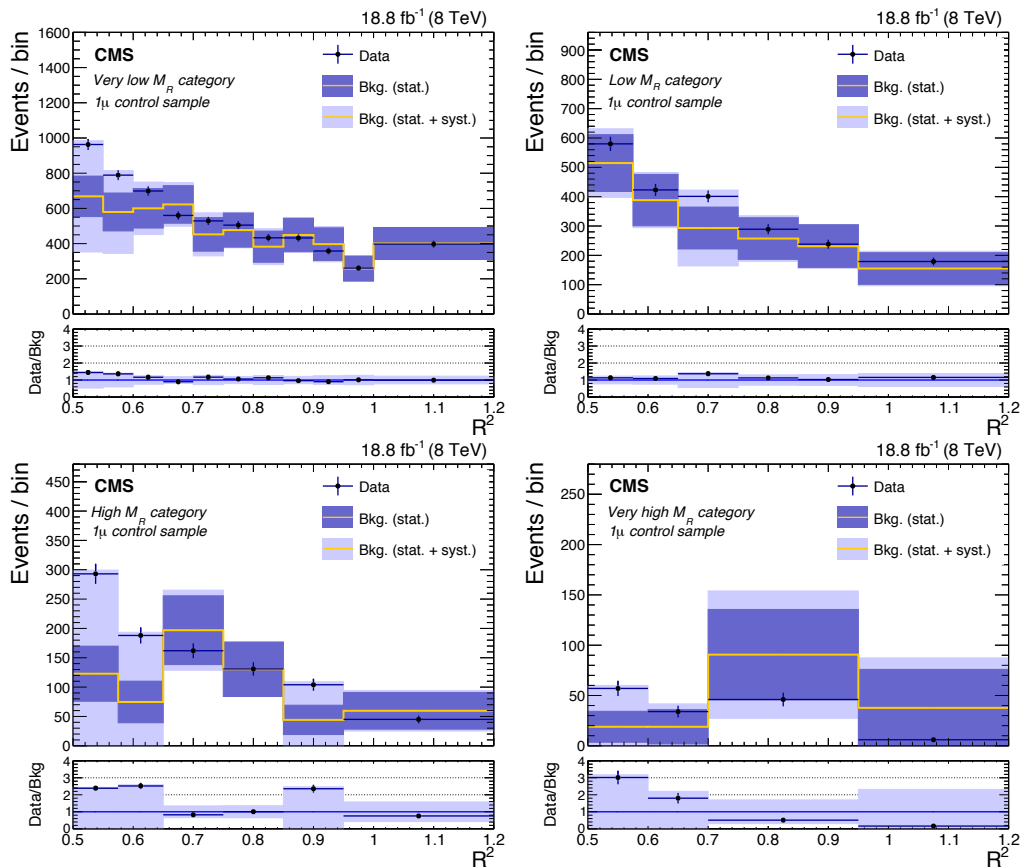 18.8 fb⁻¹ (8 TeV)
Events / bin
1600
1400
1200
1000
800
600
400
200
0
CMS
Very low M_R category
1μ control sample
Data
Bkg. (stat.)
Bkg. (stat. + syst.)
Data/Bkg
4
3
2
1
0
0.5 0.6 0.7 0.8 0.9 1 1.1 1.2
R²
18.8 fb⁻¹ (8 TeV)
Events / bin
900
800
700
600
500
400
300
200
100
0
CMS
Low M_R category
1μ control sample
Data
Bkg. (stat.)
Bkg. (stat. + syst.)
Data/Bkg
4
3
2
1
0
0.5 0.6 0.7 0.8 0.9 1 1.1 1.2
R²
18.8 fb⁻¹ (8 TeV)
Events / bin
450
400
350
300
250
200
150
100
50
0
CMS
High M_R category
1μ control sample
Data
Bkg. (stat.)
Bkg. (stat. + syst.)
Data/Bkg
4
3
2
1
0
0.5 0.6 0.7 0.8 0.9 1 1.1 1.2
R²
18.8 fb⁻¹ (8 TeV)
Events / bin
250
200
150
100
50
0
CMS
Very high M_R category
1μ control sample
Data
Bkg. (stat.)
Bkg. (stat. + syst.)
Data/Bkg
4
3
2
1
0
0.5 0.6 0.7 0.8 0.9 1 1.1 1.2
R²